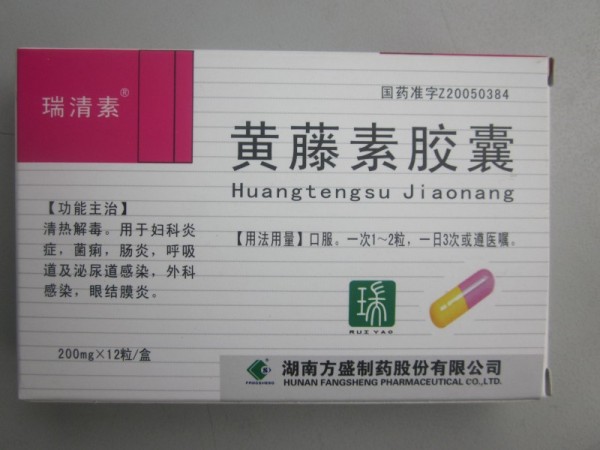 瑞清素®
国药准字Z20050384
黄藤素胶囊
Huangtengsu Jiaonang
【功能主治】
清热解毒。用于妇科炎
症，菌痢，肠炎，呼吸
道及泌尿道感染，外科
感染，眼结膜炎。
【用法用量】口服。一次1～2粒，一日3次或遵医嘱。
瑞
RUI YAO
200mg×12粒/盒
FANGSHENG
湖南方盛制药股份有限公司
HUNAN FANGSHENG PHARMACEUTICAL CO.,LTD.